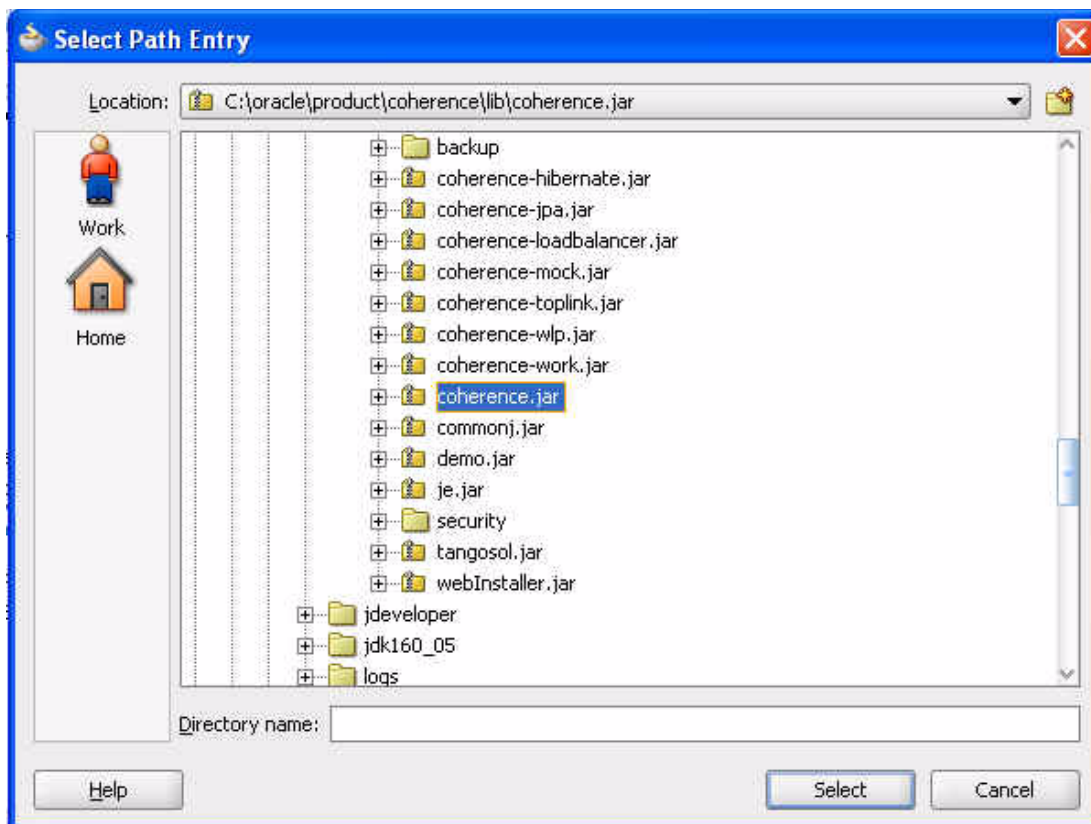 Select Path Entry
Location: C:\oracle\product\coherence\lib\coherence.jar
Work
Home
backup
coherence-hibernate.jar
coherence-jpa.jar
coherence-loadbalancer.jar
coherence-mock.jar
coherence-toplink.jar
coherence-wlp.jar
coherence-work.jar
coherence.jar
commonj.jar
demo.jar
je.jar
security
tangosol.jar
webInstaller.jar
jdeveloper
jdk160_05
logs
Directory name:
Help Select Cancel